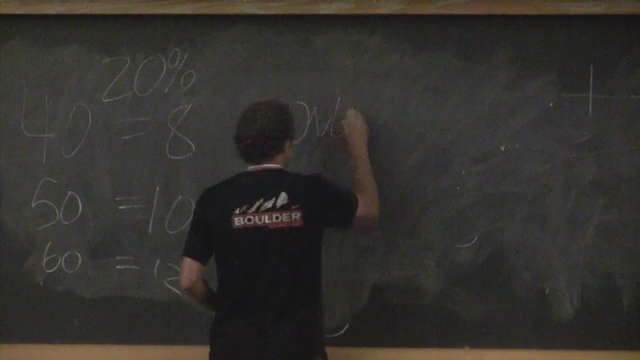 20%
40 = 8
50 = 10
60 = 12
BOULDER